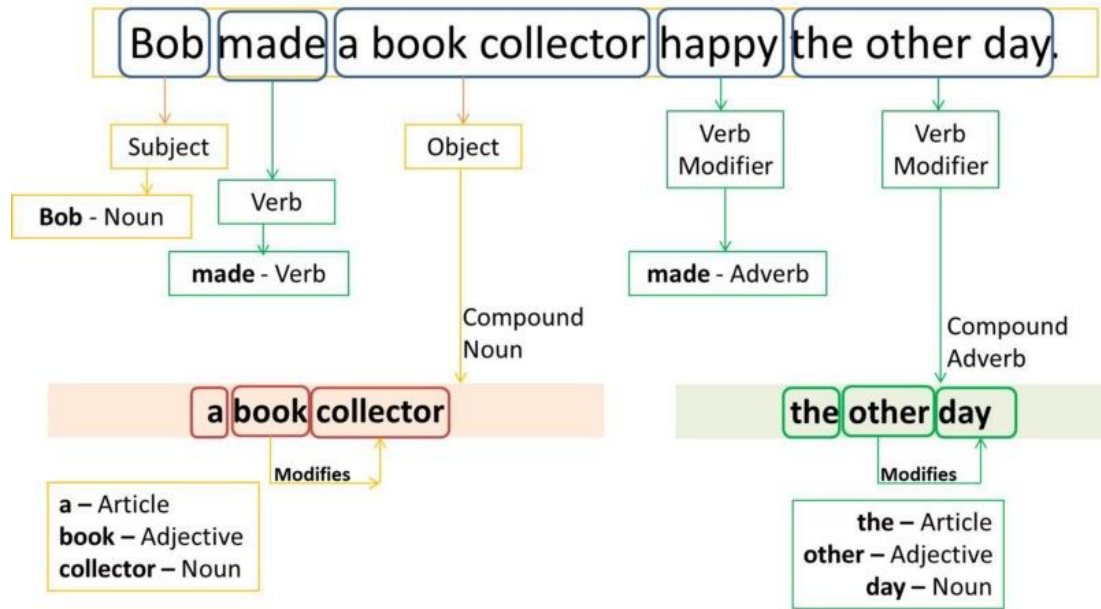 Bob made a book collector happy the other day.
Subject
Object
Verb
Modifier
Verb
Modifier
Bob - Noun
Verb
made - Verb
made - Adverb
Compound
Noun
Compound
Adverb
a book collector
the other day
Modifies
Modifies
a – Article
book – Adjective
collector – Noun
the – Article
other – Adjective
day – Noun